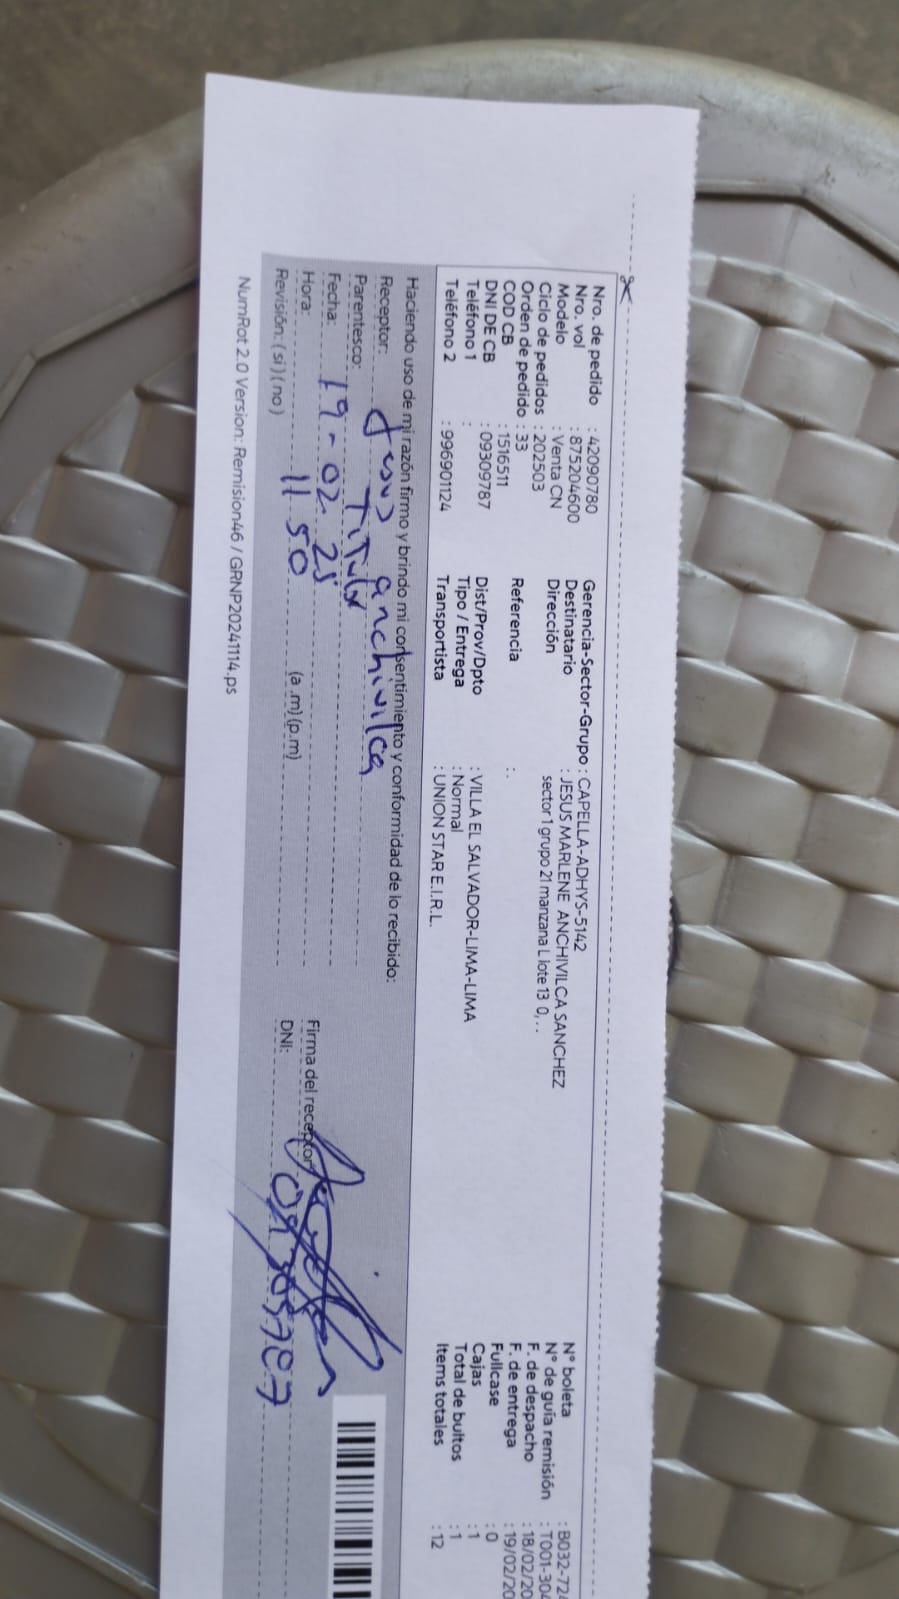 Nro. de pedido : 42090780
Nro. vol : 875204600
Modelo : Venta CN
Ciclo de pedidos : 202503
Orden de pedido : 33
COD CB : 1516511
DNI DE CB : 09309787
Teléfono 1 :
Teléfono 2 : 996901124
Gerencia-Sector-Grupo : CAPELLA-ADHYS-5142
Destinatario : JESUS MARLENE ANCHIVILCA SANCHEZ
Dirección sector 1 grupo 21 manzana L lote 13 0, . .
Referencia : .
Dist/Prov/Dpto : VILLA EL SALVADOR-LIMA-LIMA
Tipo / Entrega : Normal
Transportista : UNION STAR E.I.R.L.
N° boleta : B032-724
N° de guía remisión : T001-304
F. de despacho : 18/02/20
F. de entrega : 19/02/20
Fullcase : 0
Cajas : 1
Total de bultos : 1
Items totales : 12
Haciendo uso de mi razón firmo y brindo mi consentimiento y conformidad de lo recibido:
Receptor: Jesus anchivilca
Parentesco: Titular
Fecha: 19-02 25
Hora: 11 50 (a.m)(p.m)
Revisión: (si)(no)
Firma del receptor
DNI: 09309787
NumRot 2.0 Version: Remision46 / GRNP20241114.ps